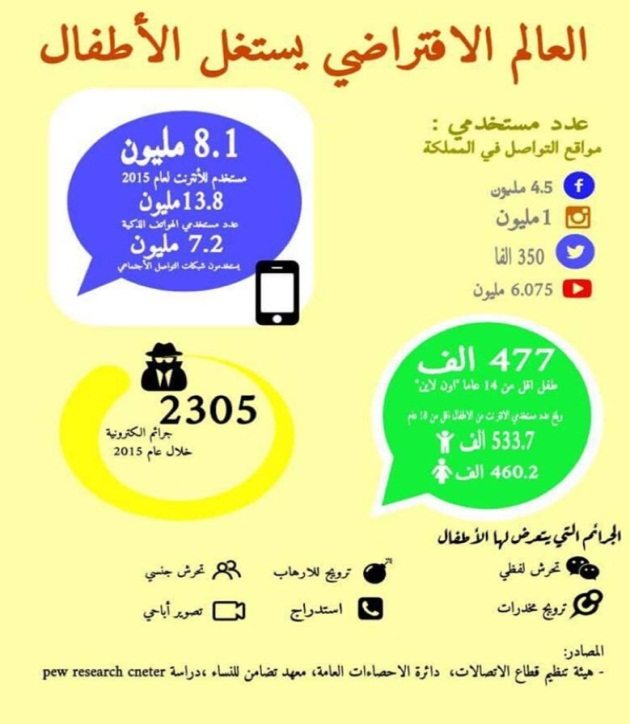 العالم الافتراضي يستغل الأطفال
عدد مستخدمي :
مواقع التواصل في المملكة
4.5 مليون
1 مليون
350 الفا
6.075 مليون
8.1 مليون
مستخدم للأنترنت لعام 2015
13.8 مليون
عدد مستخدمي الهواتف الذكية
7.2 مليون
يستخدمون شبكات التواصل الاجتماعي
477 الف
طفل اقل من 14 عاما "اون لاين"
وبلغ عدد مستخدمي الانترنت من الاطفال اقل من 18 عام
533.7 الف
460.2 الف
2305
جرائم الكترونية
خلال عام 2015
الجرائم التي يتعرض لها الأطفال
تحرش لفظي
ترويج للارهاب
تحرش جنسي
ترويج مخدرات
استدراج
تصوير أباحي
المصادر:
- هيئة تنظيم قطاع الاتصالات، دائرة الاحصاءات العامة، معهد تضامن للنساء ،دراسة pew research cneter